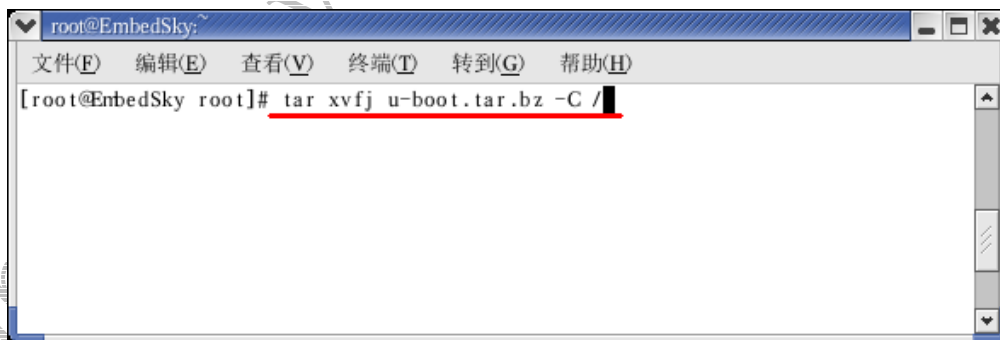 root@EmbedSky:~
文件(F) 编辑(E) 查看(V) 终端(T) 转到(G) 帮助(H)
[root@EmbedSky root]# tar xvfj u-boot.tar.bz -C /